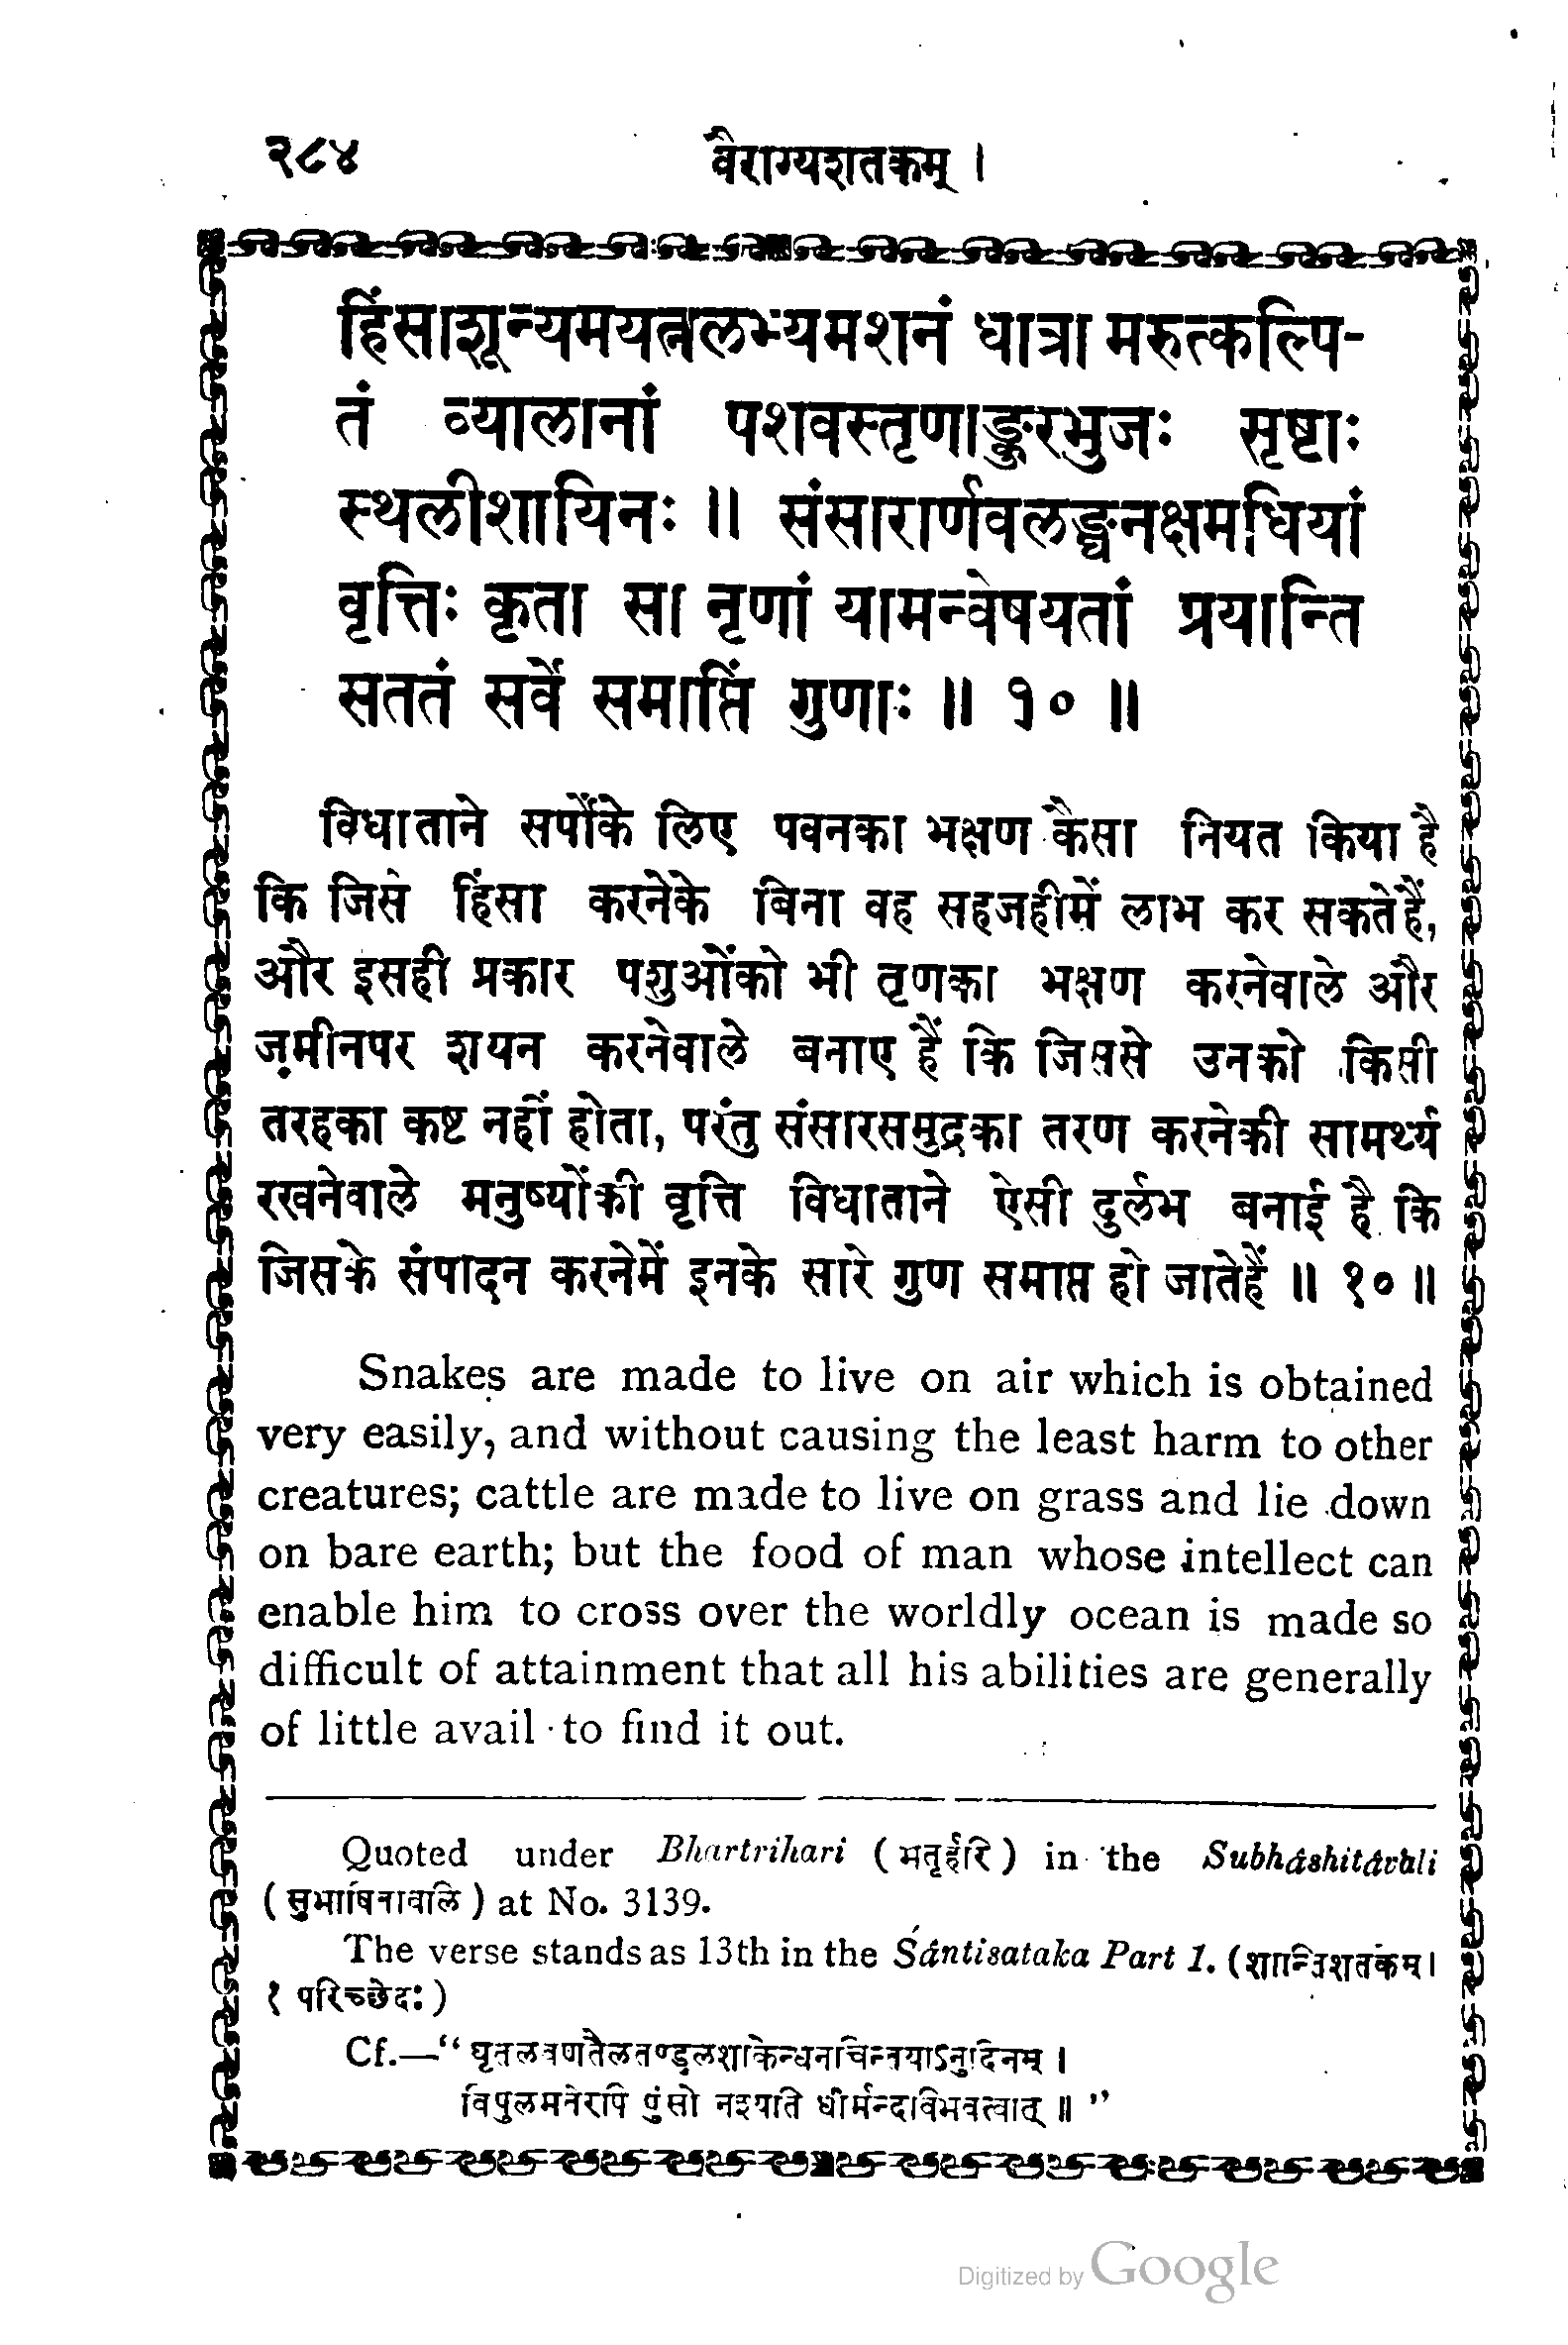 २८४ वैराग्यशतकम् ।
हिंसाशून्यमयत्नलभ्यमशनं धात्रा मरुत्कल्पि-
तं व्यालानां पशवस्तृणाङ्कुरभुजः सृष्टाः
स्थलीशायिनः ॥ संसारार्णवलङ्घनक्षमधियां
वृत्तिः कृता सा नृणां यामन्वेषयतां प्रयान्ति
सततं सर्वे समाप्तिं गुणाः ॥ १० ॥
विधाताने सर्पोंके लिए पवनका भक्षण कैसा नियत किया है
कि जिसे हिंसा करनेके बिना वह सहजहीमें लाभ कर सकतेहैं,
और इसही प्रकार पशुओंको भी तृणका भक्षण करनेवाले और
ज़मीनपर शयन करनेवाले बनाए हैं कि जिससे उनको किसी
तरहका कष्ट नहीं होता, परंतु संसारसमुद्रका तरण करनेकी सामर्थ्य
रखनेवाले मनुष्योंकी वृत्ति विधाताने ऐसी दुर्लभ बनाई है कि
जिसके संपादन करनेमें इनके सारे गुण समाप्त हो जातेहैं ॥ १० ॥
Snakes are made to live on air which is obtained
very easily, and without causing the least harm to other
creatures; cattle are made to live on grass and lie down
on bare earth; but the food of man whose intellect can
enable him to cross over the worldly ocean is made so
difficult of attainment that all his abilities are generally
of little avail to find it out.
Quoted under Bhartrihari ( भतृर्हरि ) in the Subhâshitâvali
( सुभाषितावलि ) at No. 3139.
The verse stands as 13th in the Śântisataka Part 1. (शान्तिशतकम् ।
१ परिच्छेदः )
Cf.—“ घृतलवणतैलतण्डुलशाकेन्धनचिन्तयाऽनुदिनम् ।
विपुलमतेरपि पुंसो नश्यति धीर्मन्दविभवत्वात् ॥ ”
Digitized by Google